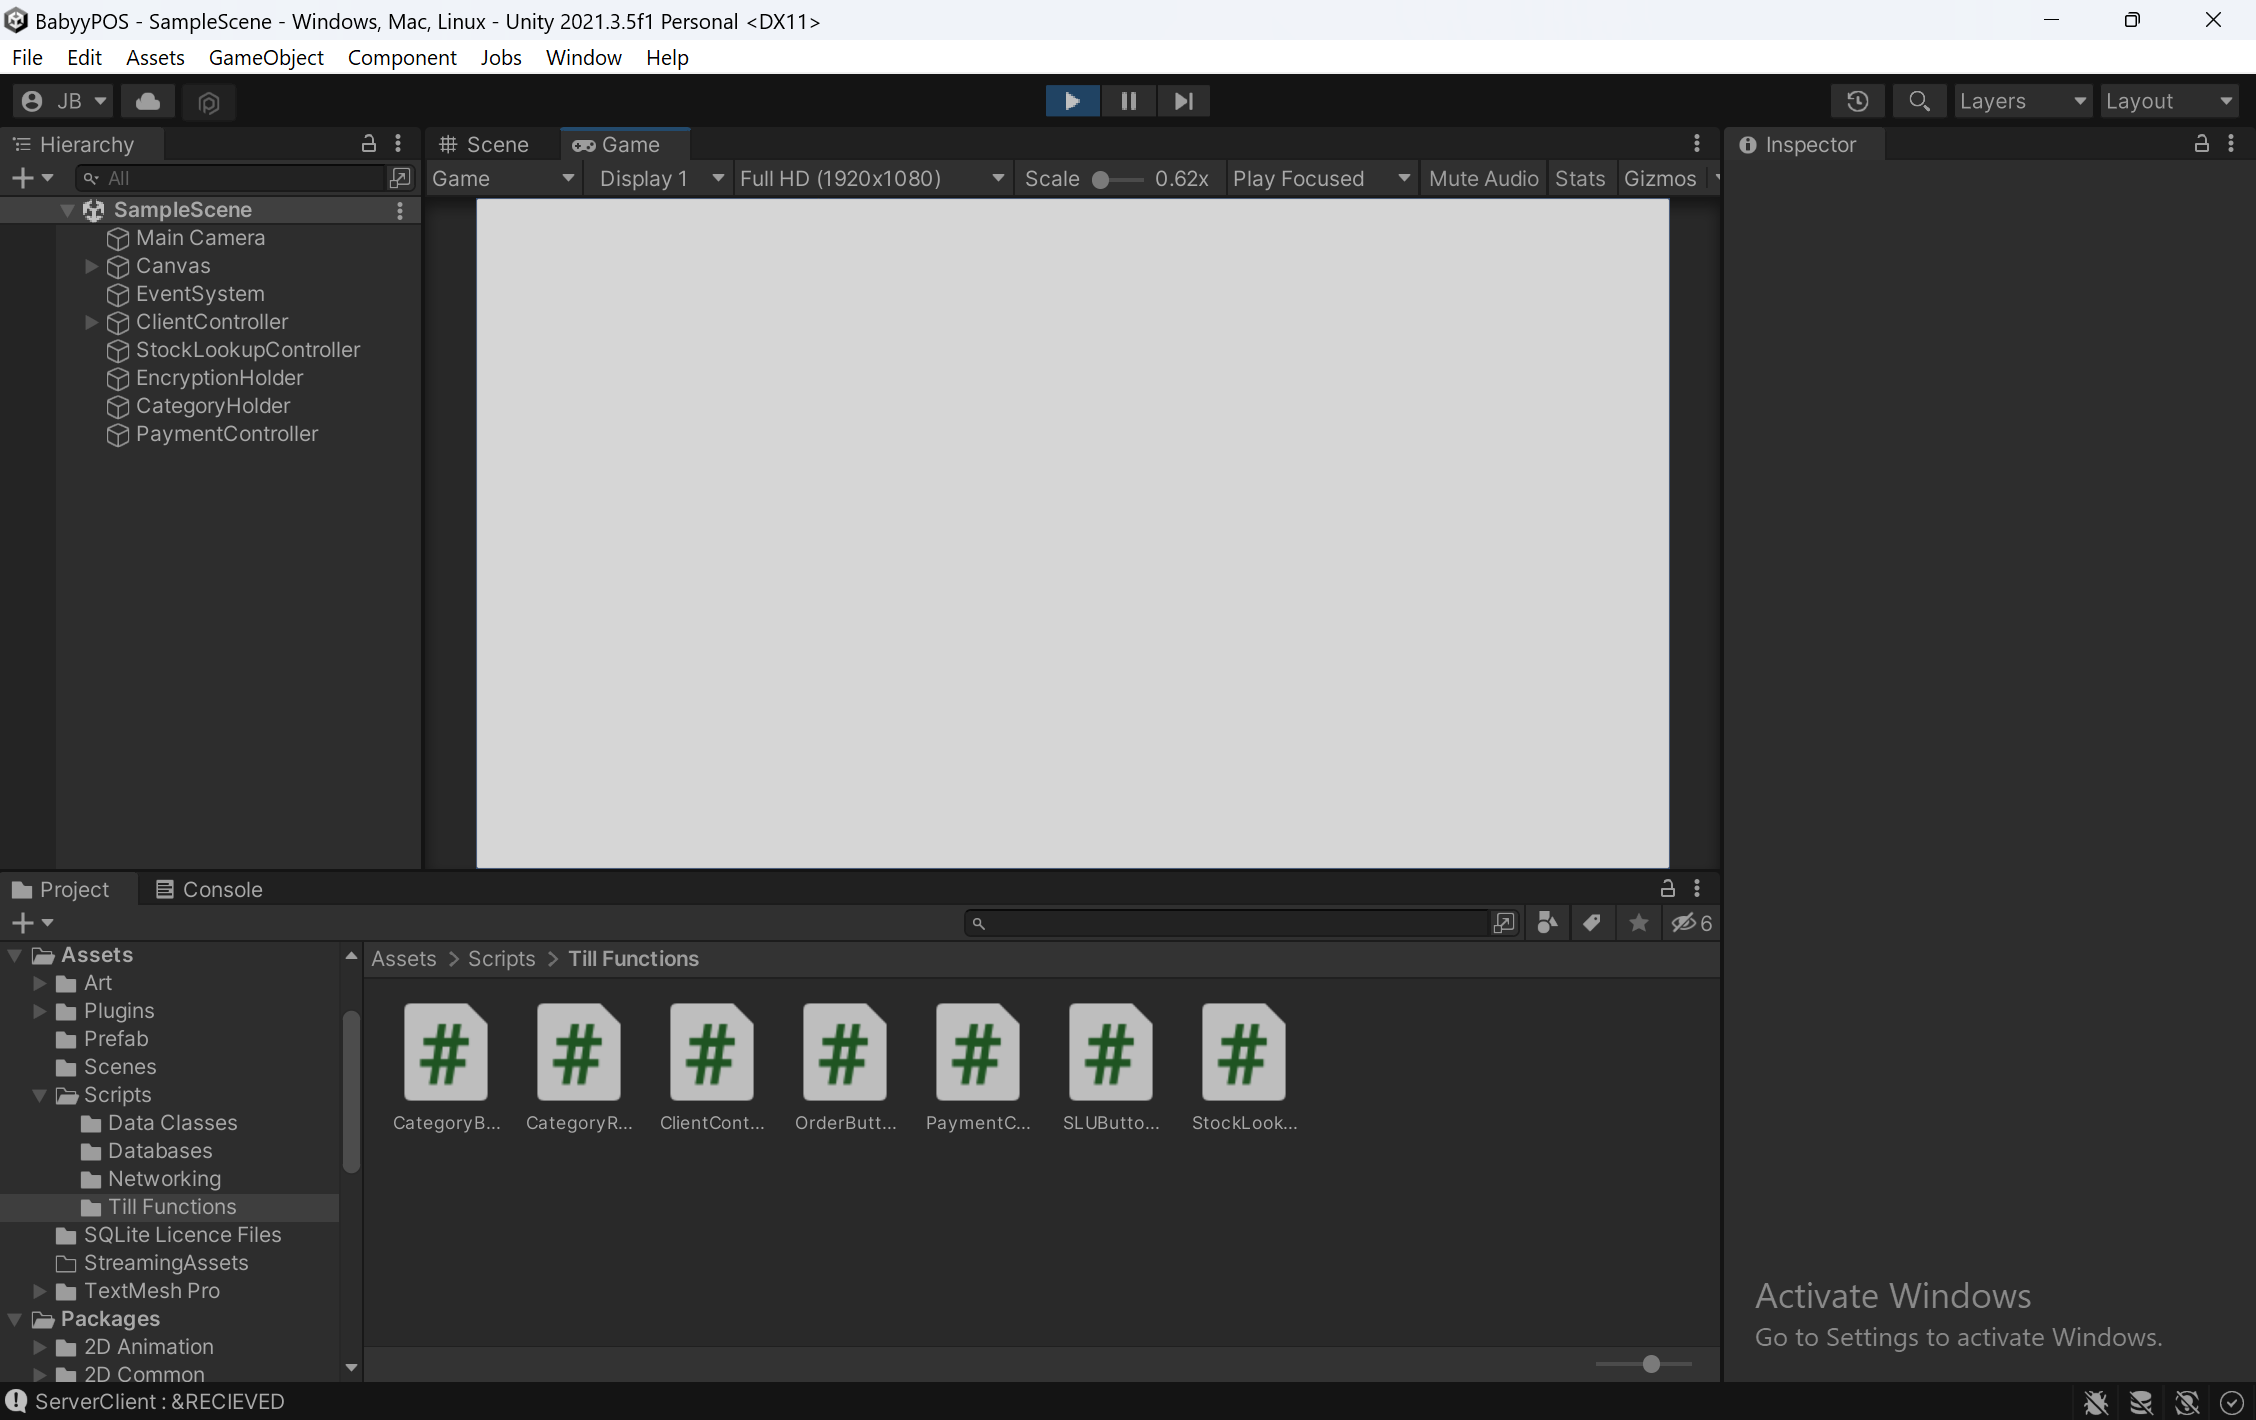 BabyyPOS - SampleScene - Windows, Mac, Linux - Unity 2021.3.5f1 Personal <DX11>
File Edit Assets GameObject Component Jobs Window Help
JB Layers Layout
Hierarchy
All
SampleScene
Main Camera
Canvas
EventSystem
ClientController
StockLookupController
EncryptionHolder
CategoryHolder
PaymentController
Scene Game
Game Display 1 Full HD (1920x1080) Scale 0.62x Play Focused Mute Audio Stats Gizmos
Inspector
Project Console
6
Assets
Art
Plugins
Prefab
Scenes
Scripts
Data Classes
Databases
Networking
Till Functions
SQLite Licence Files
StreamingAssets
TextMesh Pro
Packages
2D Animation
2D Common
Assets > Scripts > Till Functions
# # # # # # #
CategoryB... CategoryR... ClientCont... OrderButt... PaymentC... SLUButto... StockLook...
Activate Windows
Go to Settings to activate Windows.
ServerClient : &RECIEVED